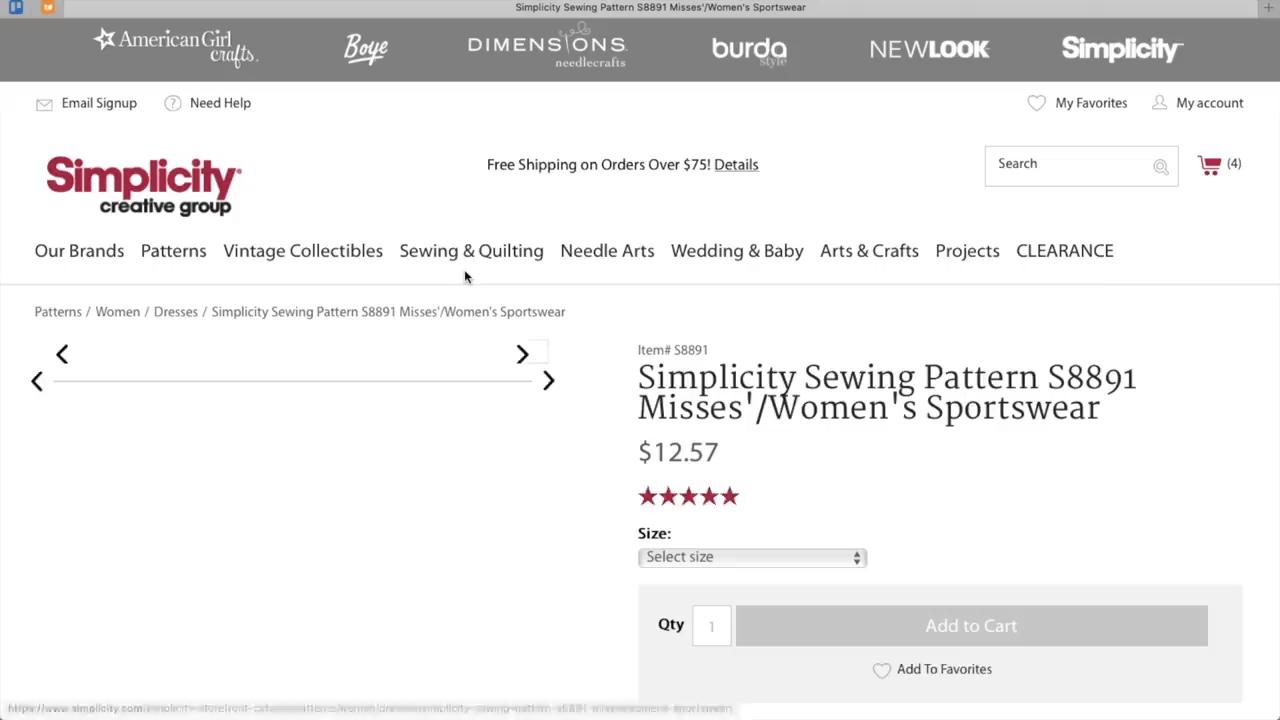 Simplicity Sewing Pattern S8891 Misses'/Women's Sportswear
American Girl crafts
Boye
DIMENSIONS needlecrafts
burda style
NEWLOOK
Simplicity
Email Signup
Need Help
My Favorites
My account
Simplicity
creative group
Free Shipping on Orders Over $75! Details
Search
(4)
Our Brands Patterns Vintage Collectibles Sewing & Quilting Needle Arts Wedding & Baby Arts & Crafts Projects CLEARANCE
Patterns / Women / Dresses / Simplicity Sewing Pattern S8891 Misses'/Women's Sportswear
Item# S8891
Simplicity Sewing Pattern S8891
Misses'/Women's Sportswear
$12.57
Size:
Select size
Qty 1 Add to Cart
Add To Favorites